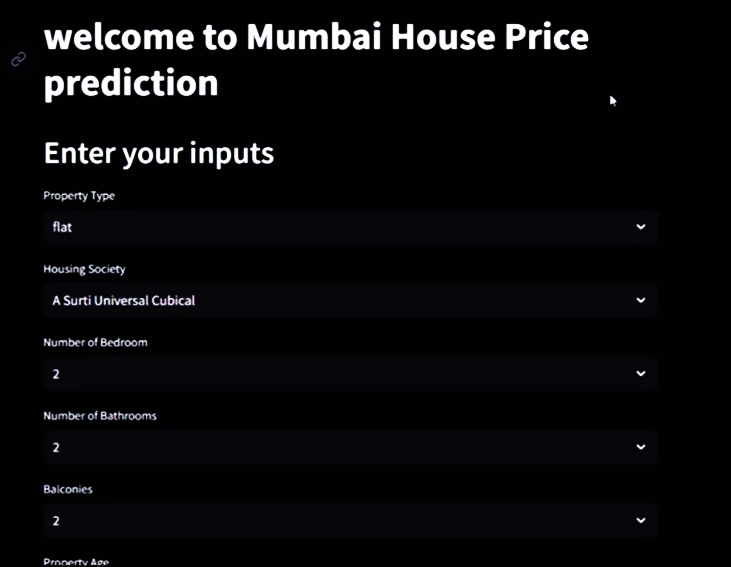 welcome to Mumbai House Price
prediction
Enter your inputs
Property Type
flat
Housing Society
A Surti Universal Cubical
Number of Bedroom
2
Number of Bathrooms
2
Balconies
2
Property Age